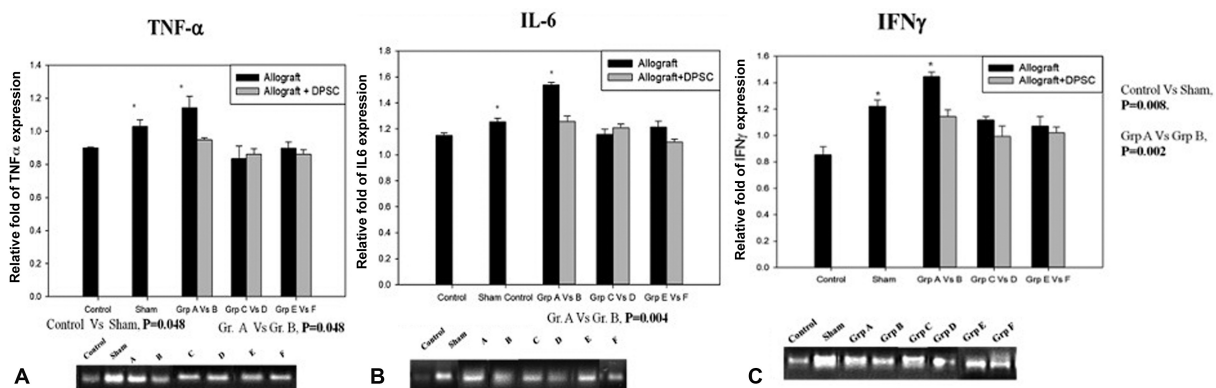 TNF-α
Relative fold of TNFα expression
1.4
1.2
1.0
0.8
0.6
0.4
0.2
0.0
*
*
Allograft
Allograft + DPSC
Control
Sham
Grp A Vs B
Grp C Vs D
Grp E Vs F
Control Vs Sham, P=0.048
Gr. A Vs Gr. B, P=0.048
Control
Sham
A
B
C
D
E
F
A
IL-6
Relative fold of IL6 expression
1.8
1.6
1.4
1.2
1.0
0.8
0.6
0.4
0.2
0.0
*
*
Allograft
Allograft+DPSC
Control
Sham Control
Grp A Vs B
Grp C Vs D
Grp E Vs F
Gr. A Vs Gr. B, P=0.004
Control
Sham
A
B
C
D
E
F
B
IFNγ
Relative fold of IFNγ expression
1.6
1.4
1.2
1.0
0.8
0.6
0.4
0.2
0.0
*
*
Allograft
Allograft+DPSC
Control
Sham
Grp A Vs B
Grp C Vs D
Grp E Vs F
Control Vs Sham,
P=0.008.
Grp A Vs Grp B,
P=0.002
Control
Sham
Grp A
Grp B
Grp C
Grp D
Grp E
Grp F
C